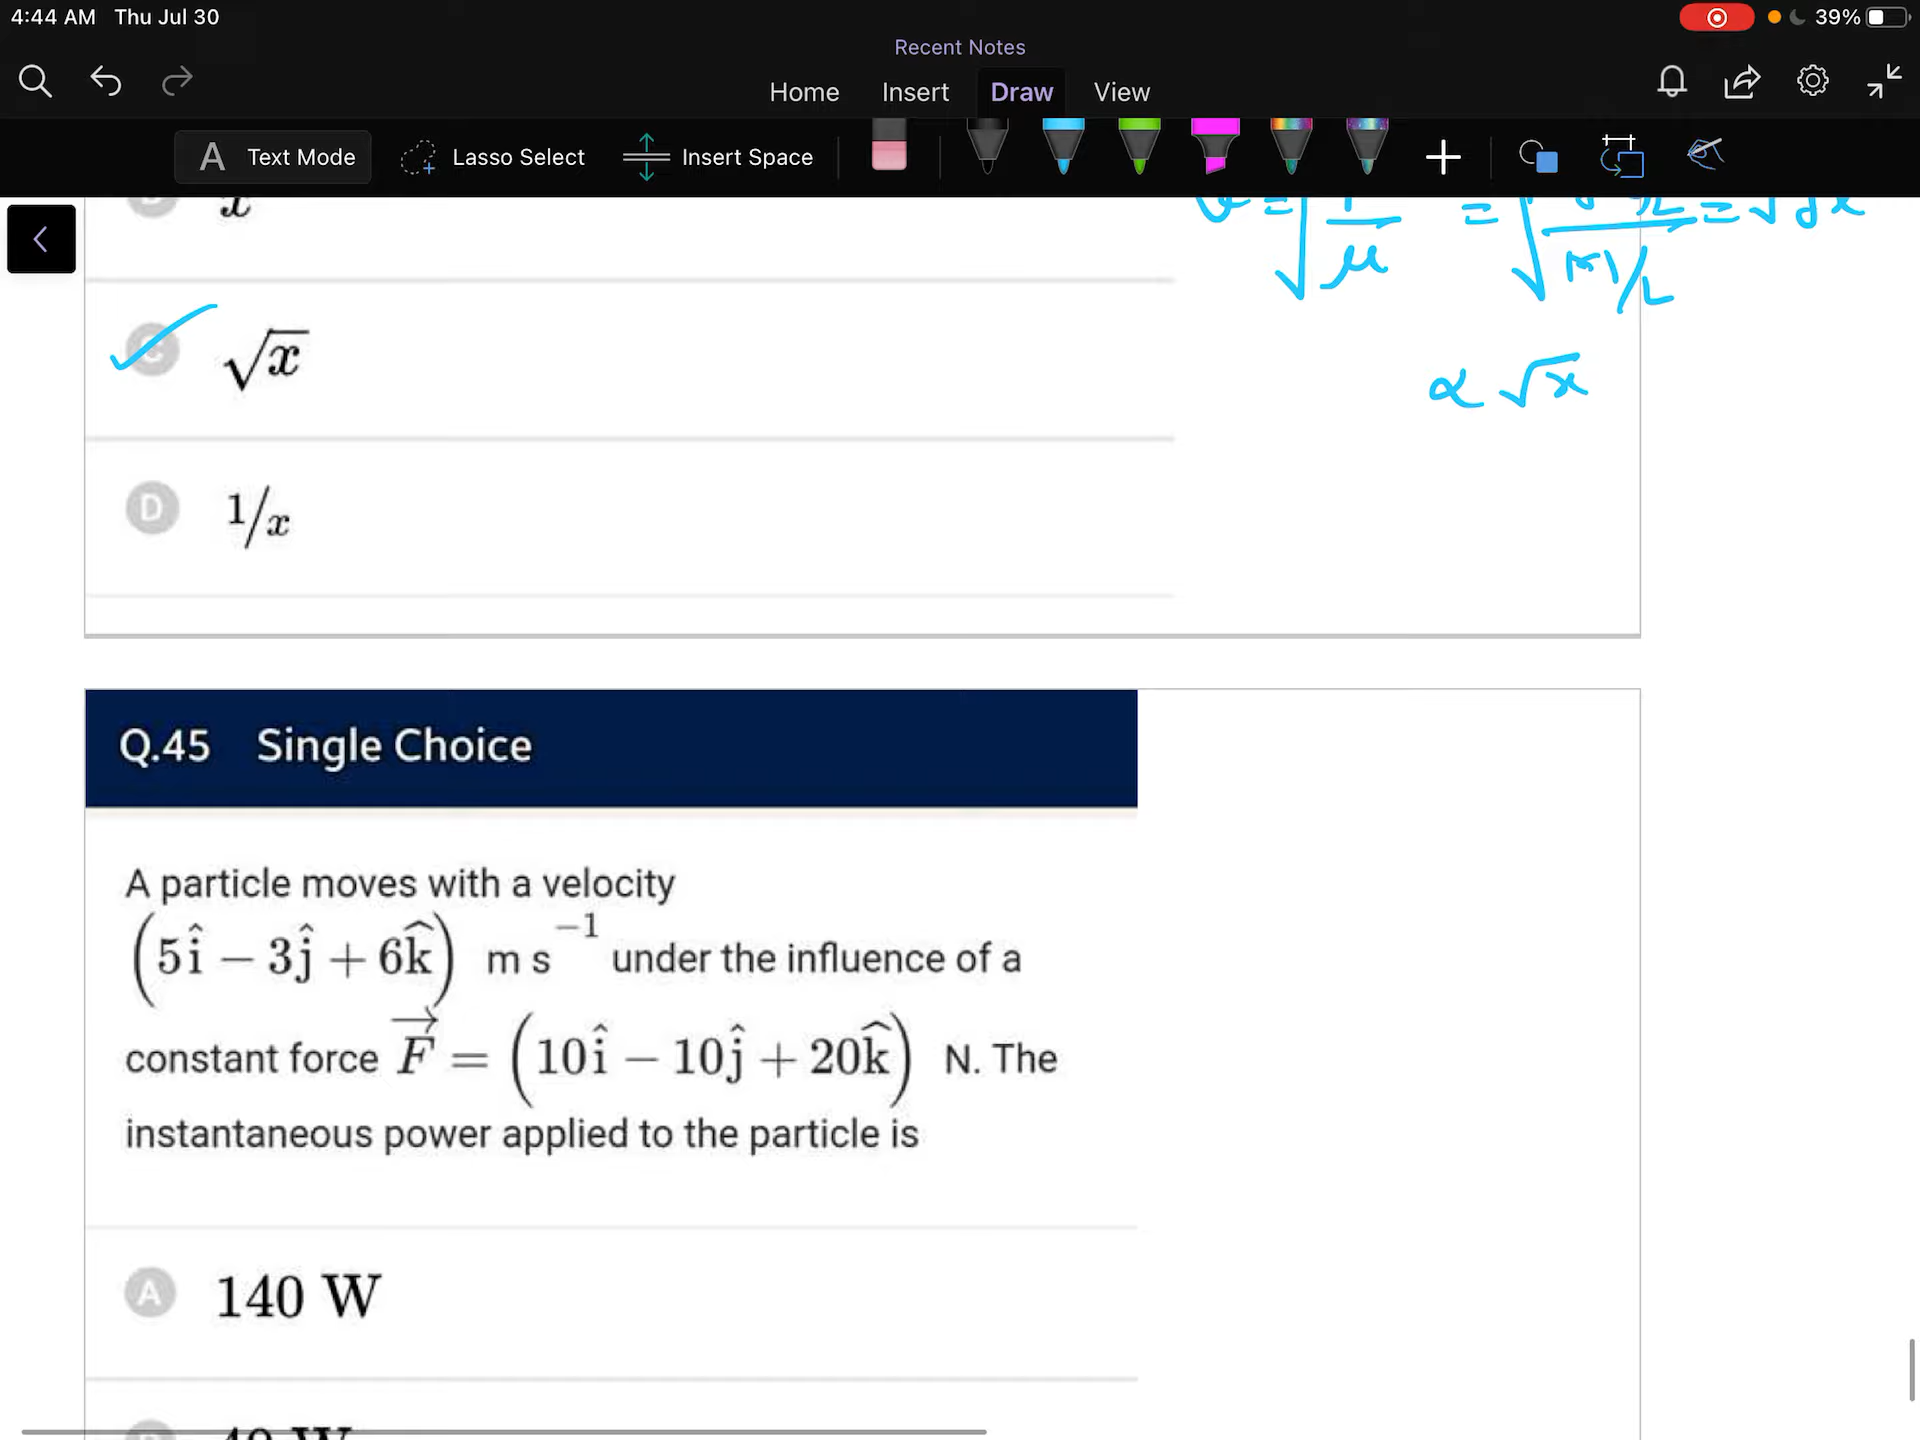 4:44 AM Thu Jul 30
39%
Recent Notes
Home Insert Draw View
A Text Mode Lasso Select Insert Space
x
μ = = √gx
m/L
C √x
α √x
D 1/x
Q.45 Single Choice
A particle moves with a velocity
(5î − 3ĵ + 6k̂) m s⁻¹ under the influence of a
constant force F⃗ = (10î − 10ĵ + 20k̂) N. The
instantaneous power applied to the particle is
A 140 W
40 W